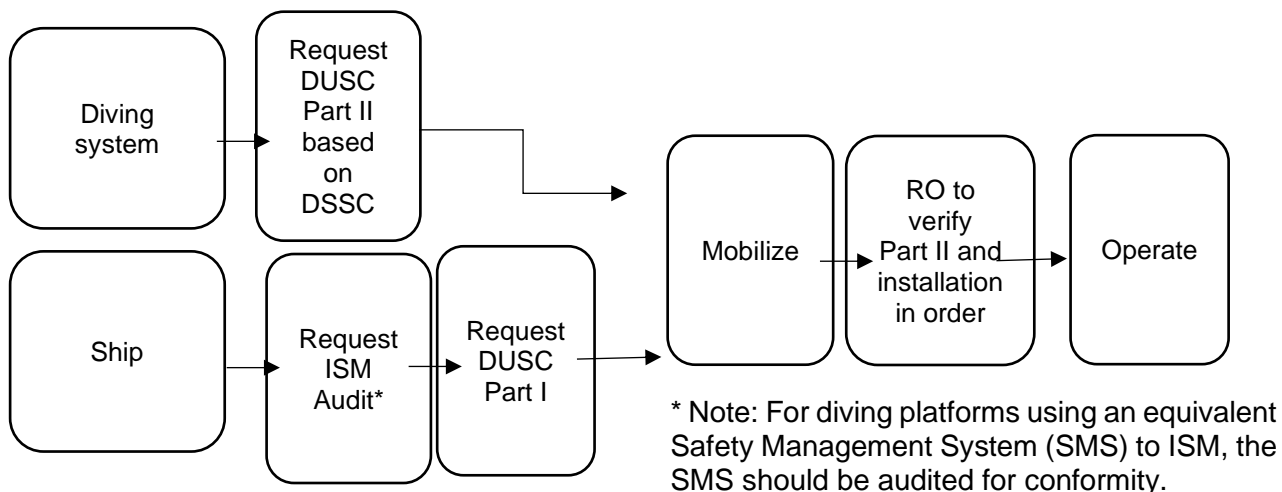 Diving
system
Request
DUSC
Part II
based
on
DSSC
Ship
Request
ISM
Audit*
Request
DUSC
Part I
Mobilize
RO to
verify
Part II and
installation
in order
Operate
* Note: For diving platforms using an equivalent
Safety Management System (SMS) to ISM, the
SMS should be audited for conformity.